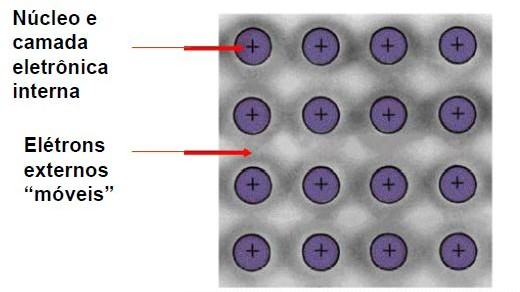 Núcleo e
camada
eletrônica
interna
Elétrons
externos
“móveis”
+ + + +
+ + + +
+ + + +
+ + + +